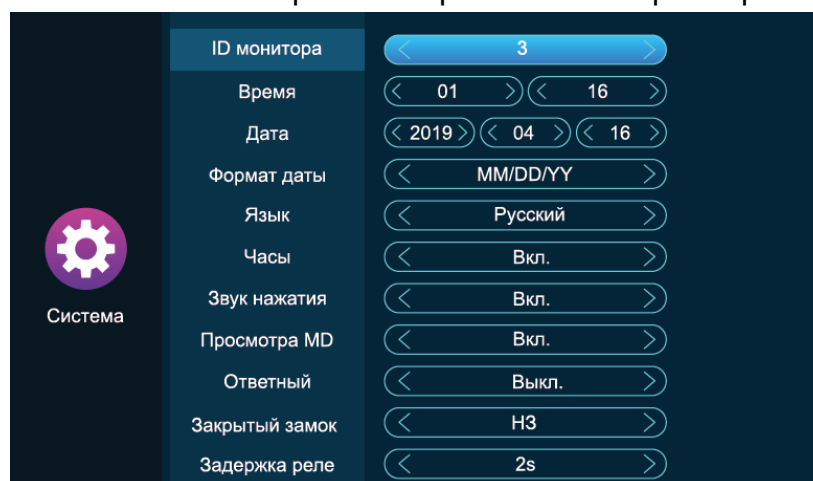 ID монитора 3
Время 01 16
Дата 2019 04 16
Формат даты MM/DD/YY
Язык Русский
Часы Вкл.
Звук нажатия Вкл.
Система
Просмотра MD Вкл.
Ответный Выкл.
Закрытый замок НЗ
Задержка реле 2s